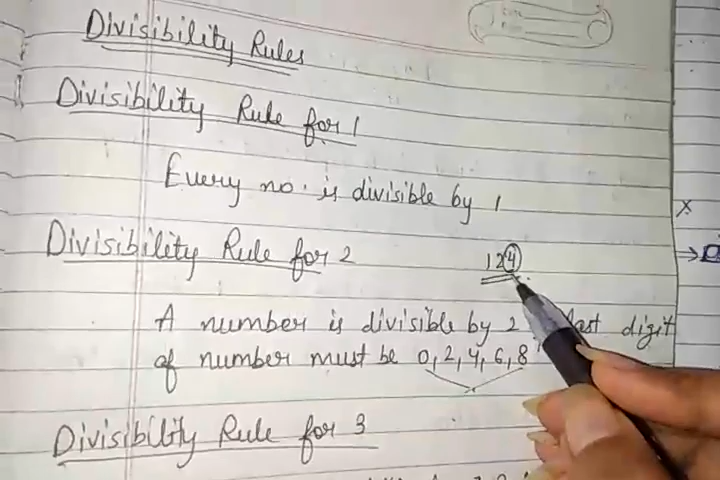 Divisibility Rules
Divisibility Rule for 1
Every no. is divisible by 1
Divisibility Rule for 2 124
A number is divisible by 2 last digit
of number must be 0, 2, 4, 6, 8
Divisibility Rule for 3